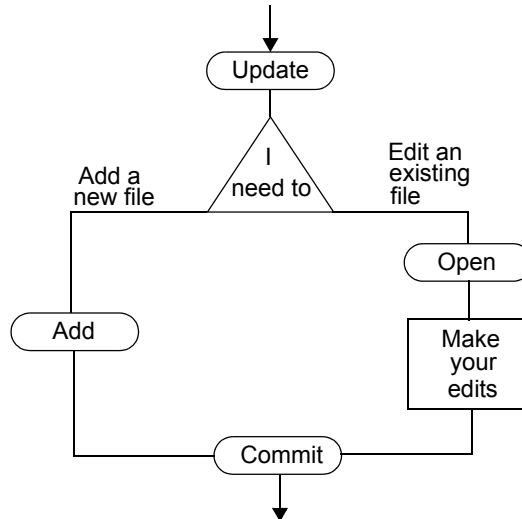 Update
I
need to
Add a
new file
Edit an
existing
file
Open
Add
Make
your
edits
Commit